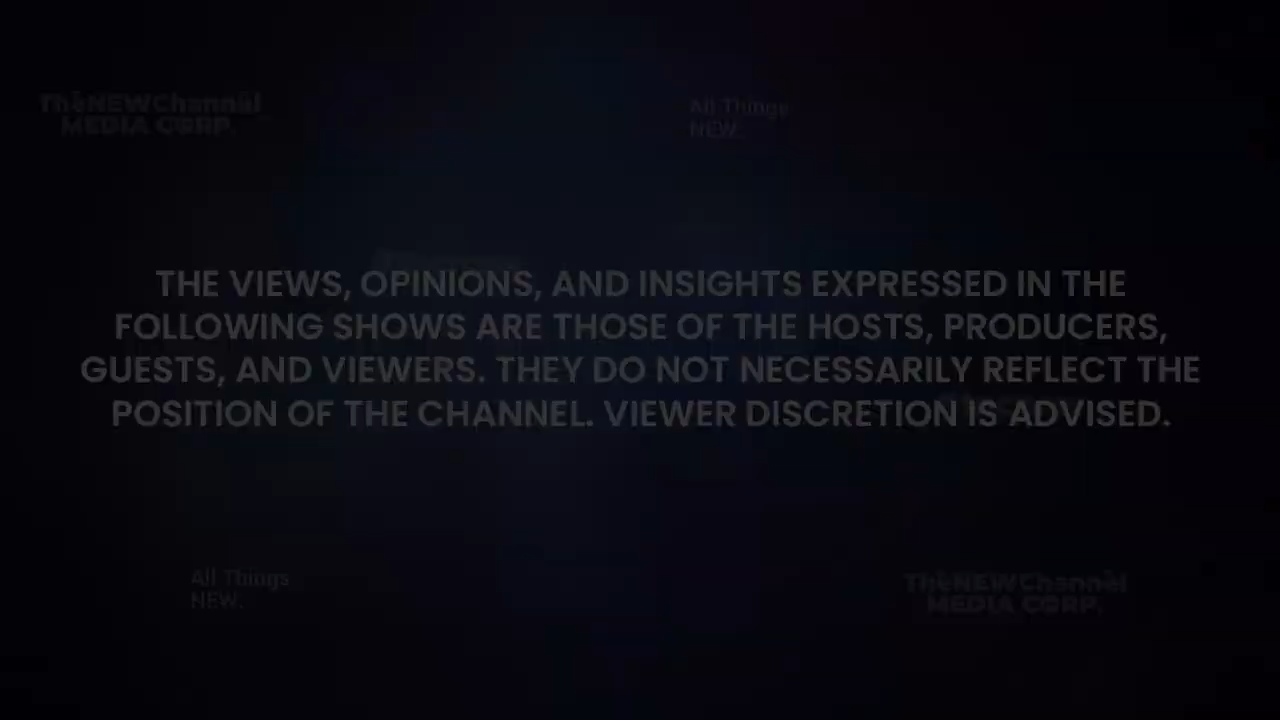 TheNEWChannel
MEDIA CORP.
All Things
NEW.
THE VIEWS, OPINIONS, AND INSIGHTS EXPRESSED IN THE
FOLLOWING SHOWS ARE THOSE OF THE HOSTS, PRODUCERS,
GUESTS, AND VIEWERS. THEY DO NOT NECESSARILY REFLECT THE
POSITION OF THE CHANNEL. VIEWER DISCRETION IS ADVISED.
All Things
NEW.
TheNEWChannel
MEDIA CORP.